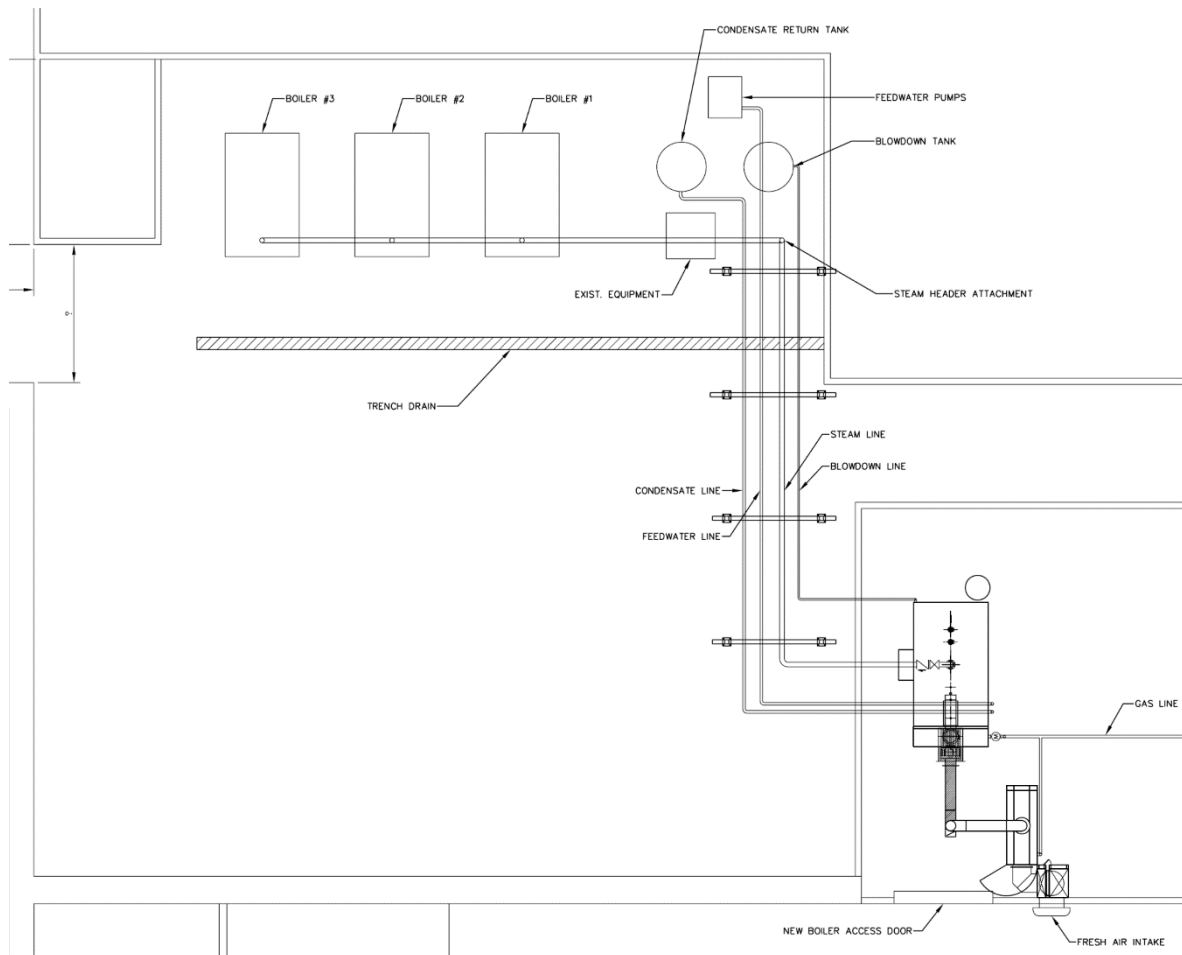 CONDENSATE RETURN TANK
FEEDWATER PUMPS
BOILER #3
BOILER #2
BOILER #1
BLOWDOWN TANK
EXIST. EQUIPMENT
STEAM HEADER ATTACHMENT
TRENCH DRAIN
STEAM LINE
BLOWDOWN LINE
CONDENSATE LINE
FEEDWATER LINE
GAS LINE
NEW BOILER ACCESS DOOR
FRESH AIR INTAKE